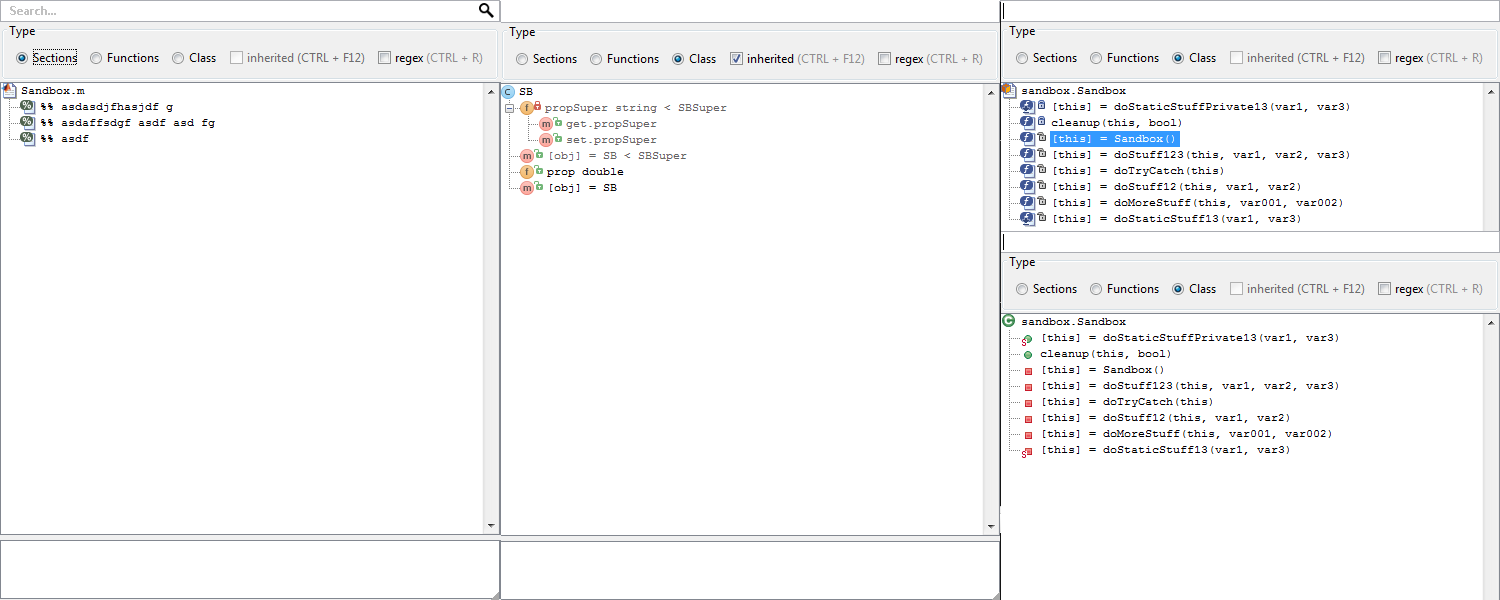 Search...
Type
Sections Functions Class inherited (CTRL + F12) regex (CTRL + R)
Sandbox.m
%% asdasdjfhasjdf g
%% asdaffsdgf asdf asd fg
%% asdf
Type
Sections Functions Class inherited (CTRL + F12) regex (CTRL + R)
C SB
f propSuper string < SBSuper
m get.propSuper
m set.propSuper
m [obj] = SB < SBSuper
f prop double
m [obj] = SB
Type
Sections Functions Class inherited (CTRL + F12) regex (CTRL + R)
sandbox.Sandbox
f [this] = doStaticStuffPrivate13(var1, var3)
f cleanup(this, bool)
f [this] = Sandbox()
f [this] = doStuff123(this, var1, var2, var3)
f [this] = doTryCatch(this)
f [this] = doStuff12(this, var1, var2)
f [this] = doMoreStuff(this, var001, var002)
f [this] = doStaticStuff13(var1, var3)
Type
Sections Functions Class inherited (CTRL + F12) regex (CTRL + R)
C sandbox.Sandbox
S [this] = doStaticStuffPrivate13(var1, var3)
cleanup(this, bool)
[this] = Sandbox()
[this] = doStuff123(this, var1, var2, var3)
[this] = doTryCatch(this)
[this] = doStuff12(this, var1, var2)
[this] = doMoreStuff(this, var001, var002)
S [this] = doStaticStuff13(var1, var3)